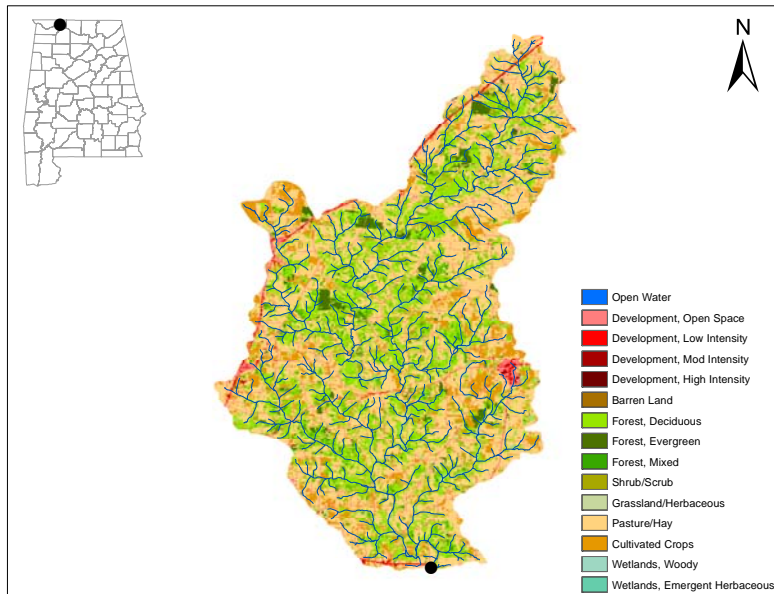 N
Open Water
Development, Open Space
Development, Low Intensity
Development, Mod Intensity
Development, High Intensity
Barren Land
Forest, Deciduous
Forest, Evergreen
Forest, Mixed
Shrub/Scrub
Grassland/Herbaceous
Pasture/Hay
Cultivated Crops
Wetlands, Woody
Wetlands, Emergent Herbaceous